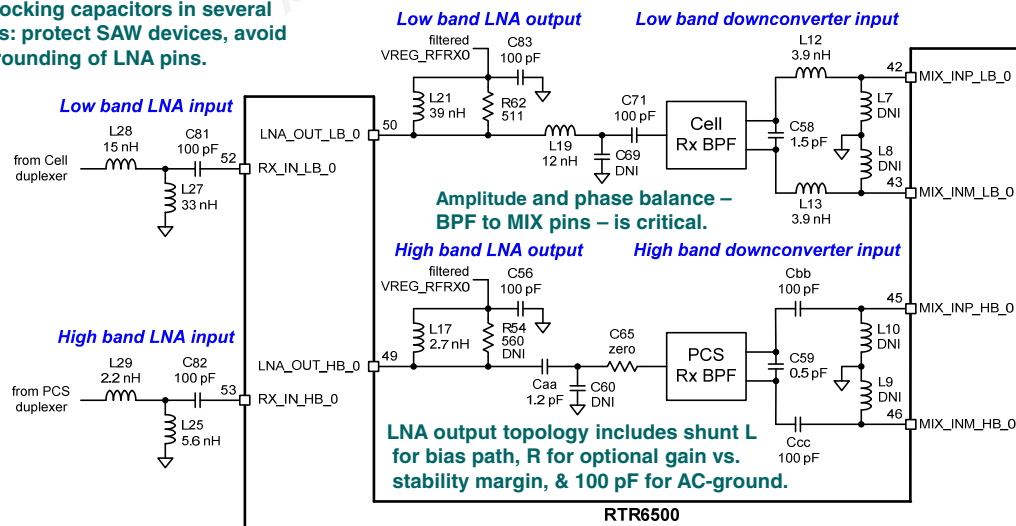 ocking capacitors in several
s: protect SAW devices, avoid
rounding of LNA pins.
Low band LNA output
Low band downconverter input
filtered
VREG_RFRX0
C83
100 pF
L12
3.9 nH
42
MIX_INP_LB_0
L21
39 nH
R62
511
Low band LNA input
L28
15 nH
C81
100 pF
from Cell
duplexer
52
RX_IN_LB_0
L27
33 nH
LNA_OUT_LB_0
50
L19
12 nH
C71
100 pF
C69
DNI
Cell
Rx BPF
C58
1.5 pF
L7
DNI
L8
DNI
43
MIX_INM_LB_0
L13
3.9 nH
Amplitude and phase balance –
BPF to MIX pins – is critical.
High band LNA output
High band downconverter input
filtered
VREG_RFRX0
C56
100 pF
Cbb
100 pF
45
MIX_INP_HB_0
L17
2.7 nH
R54
560
DNI
High band LNA input
L29
2.2 nH
C82
100 pF
from PCS
duplexer
53
RX_IN_HB_0
L25
5.6 nH
LNA_OUT_HB_0
49
Caa
1.2 pF
C65
zero
C60
DNI
PCS
Rx BPF
C59
0.5 pF
L10
DNI
L9
DNI
46
MIX_INM_HB_0
Ccc
100 pF
LNA output topology includes shunt L
for bias path, R for optional gain vs.
stability margin, & 100 pF for AC-ground.
RTR6500